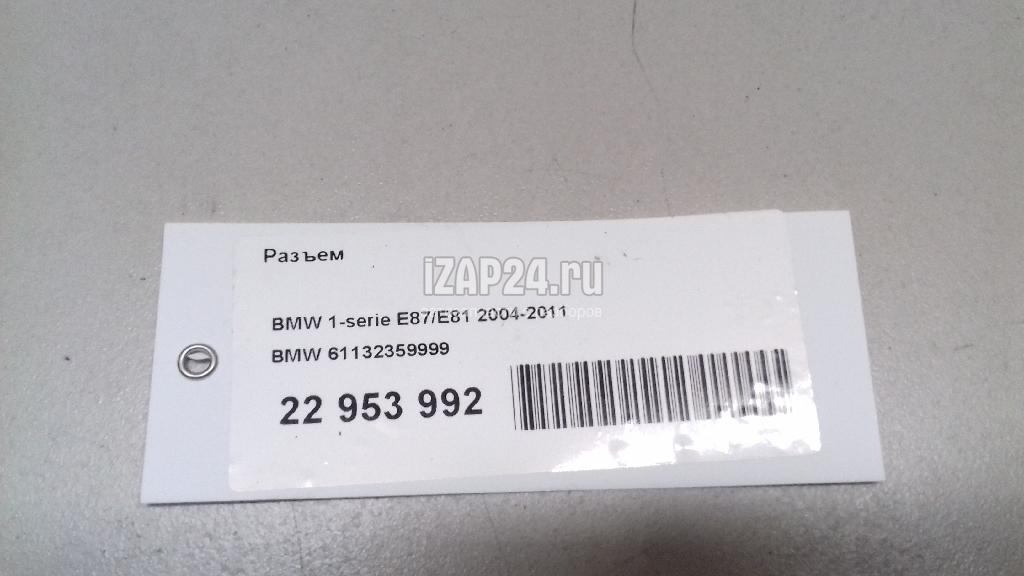 Разъем
iZAP24.ru
BMW 1-serie E87/E81 2004-2011
BMW 61132359999
22 953 992